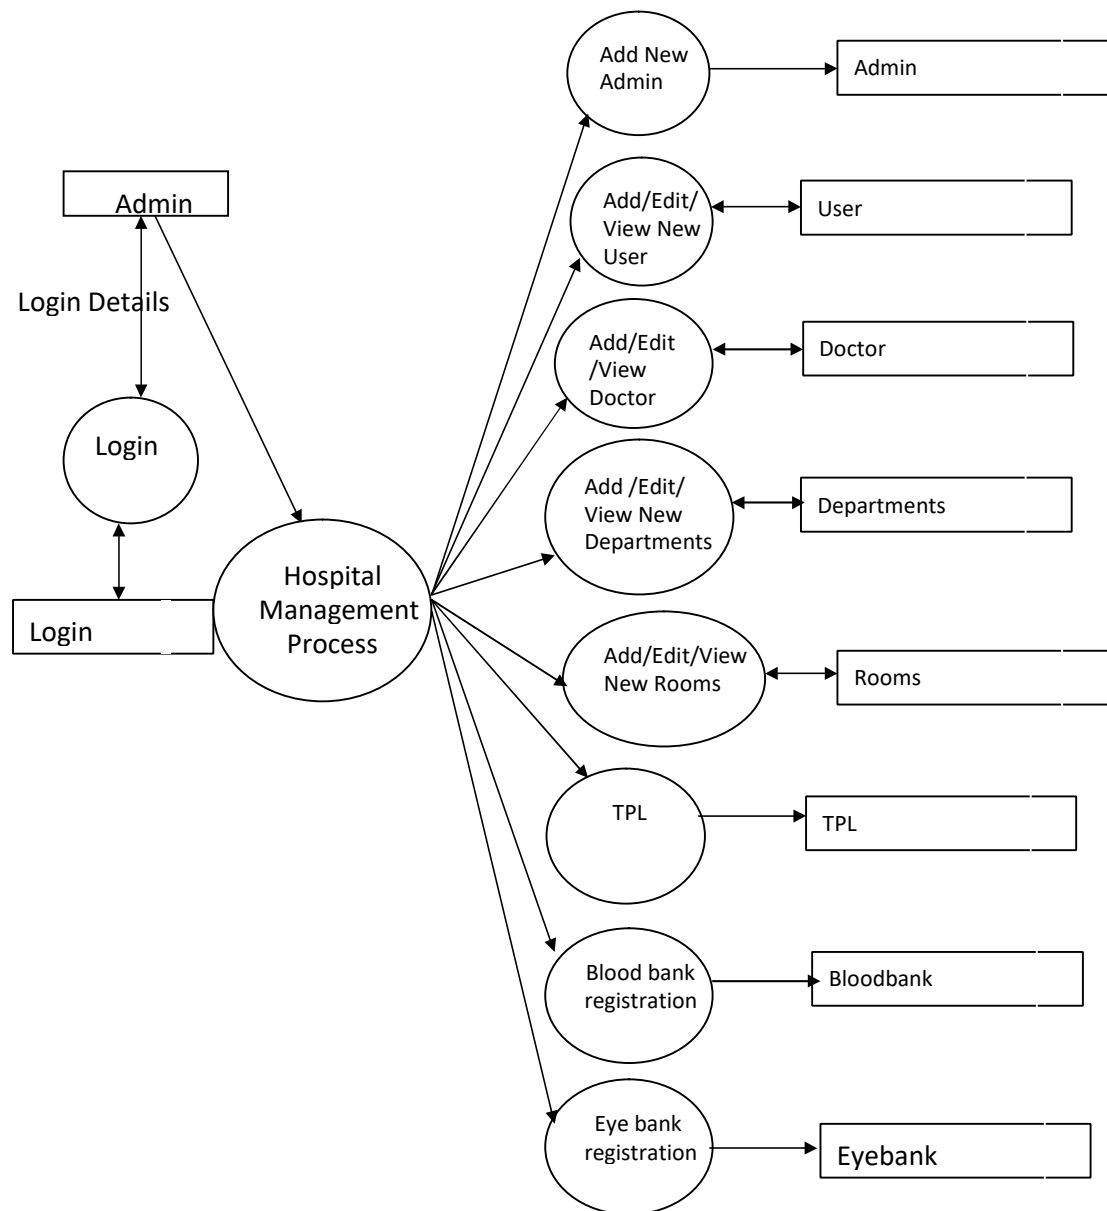 Add New
Admin
Admin
Admin
Add/Edit/
View New
User
User
Login Details
Add/Edit
/View
Doctor
Doctor
Login
Add /Edit/
View New
Departments
Departments
Hospital
Management
Process
Login
Add/Edit/View
New Rooms
Rooms
TPL
TPL
Blood bank
registration
Bloodbank
Eye bank
registration
Eyebank